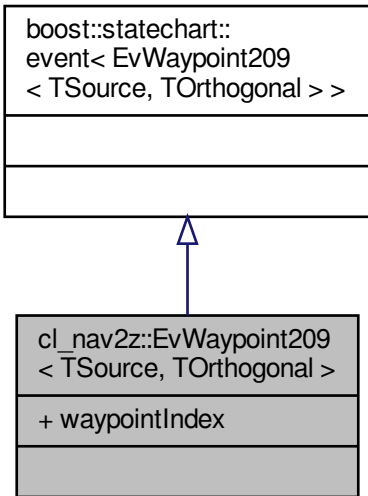 boost::statechart::
event< EvWaypoint209
< TSource, TOrthogonal > >
cl_nav2z::EvWaypoint209
< TSource, TOrthogonal >
+ waypointIndex